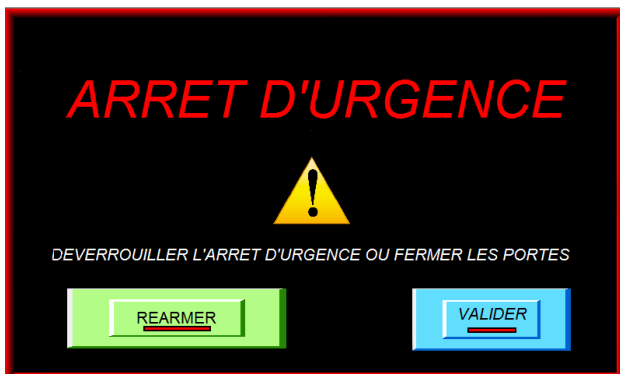 ARRET D'URGENCE
!
DEVERROUILLER L'ARRET D'URGENCE OU FERMER LES PORTES
REARMER
VALIDER